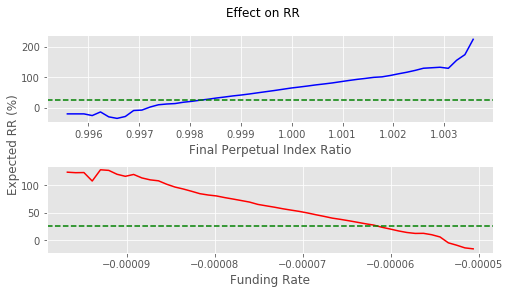 Effect on RR
Expected RR (%)
200
100
0
0.996 0.997 0.998 0.999 1.000 1.001 1.002 1.003
Final Perpetual Index Ratio
100
50
0
−0.00009 −0.00008 −0.00007 −0.00006 −0.00005
Funding Rate